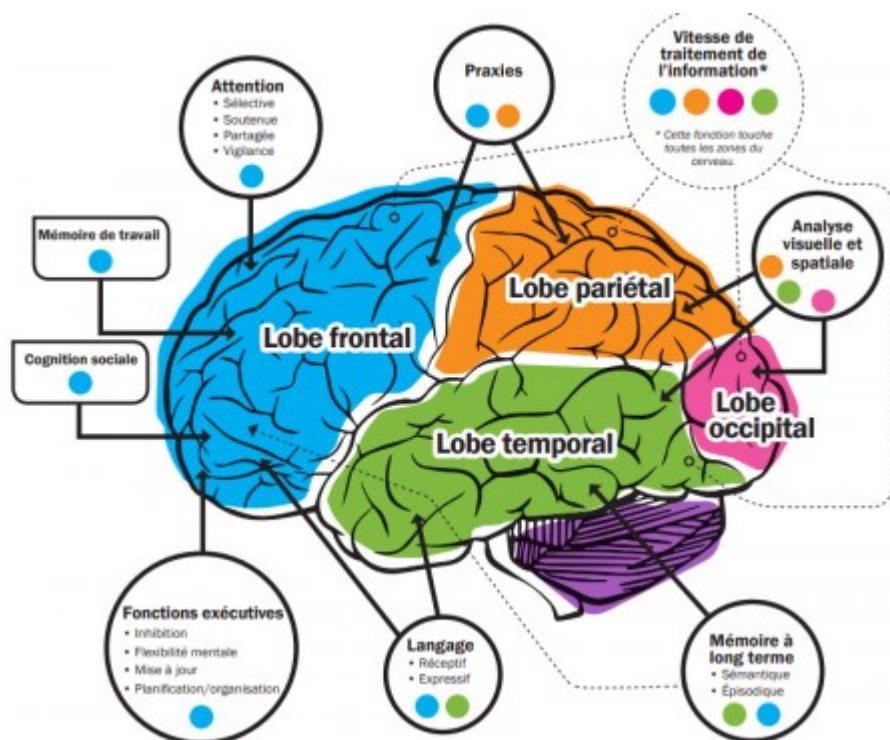 Attention
• Sélective
• Soutenue
• Partagée
• Vigilance
Praxies
Vitesse de
traitement de
l'information*
* Cette fonction touche
toutes les zones du
cerveau.
Mémoire de travail
Analyse
visuelle et
spatiale
Cognition sociale
Lobe frontal
Lobe pariétal
Lobe temporal
Lobe
occipital
Fonctions exécutives
• Inhibition
• Flexibilité mentale
• Mise à jour
• Planification/organisation
Langage
• Réceptif
• Expressif
Mémoire à
long terme
• Sémantique
• Épisodique